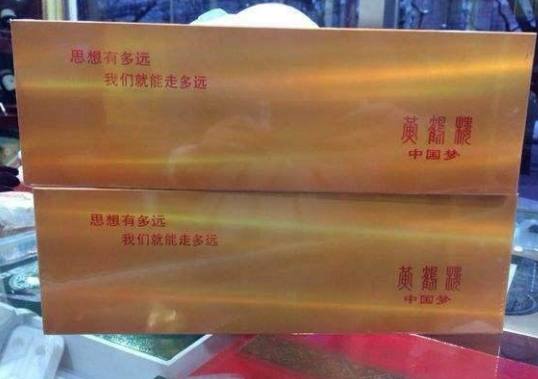 思想有多远
我们就能走多远
黄鹤楼
中国梦
思想有多远
我们就能走多远
黄鹤楼
中国梦